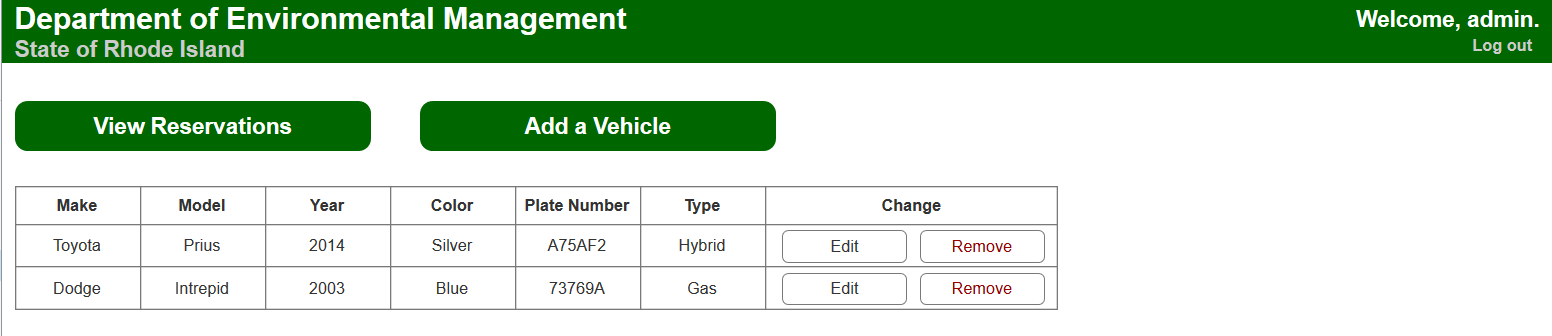 Department of Environmental Management
State of Rhode Island
Welcome, admin.
Log out
View Reservations
Add a Vehicle
Make Model Year Color Plate Number Type Change
Toyota Prius 2014 Silver A75AF2 Hybrid Edit Remove
Dodge Intrepid 2003 Blue 73769A Gas Edit Remove